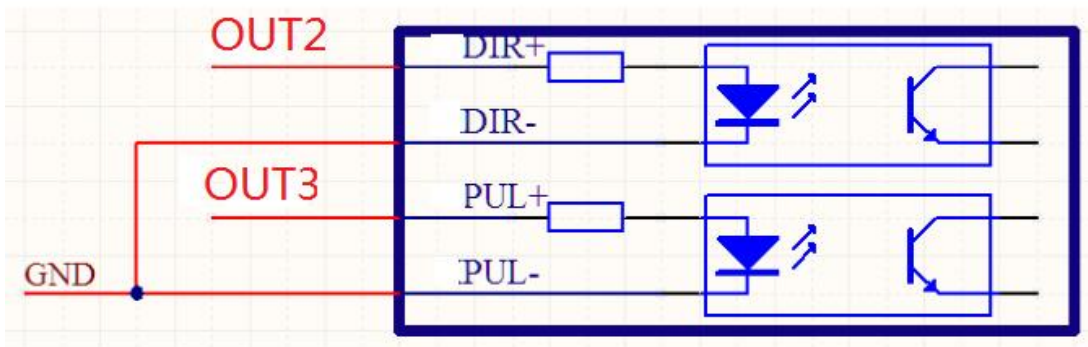 OUT2
DIR+
DIR-
OUT3
PUL+
GND
PUL-